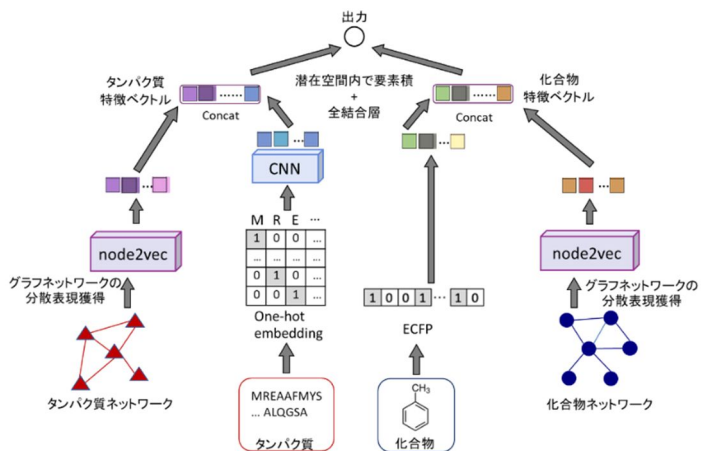 出力
タンパク質
特徴ベクトル
......
Concat
潜在空間内で要素積
+
全結合層
......
Concat
化合物
特徴ベクトル
...
CNN
...
...
...
M R E ...
1 0 0 ...
... ... ... ...
0 1 0 ...
0 0 1 ...
One-hot
embedding
node2vec
グラフネットワークの
分散表現獲得
タンパク質ネットワーク
1 0 0 1 ... 1 0
ECFP
node2vec
グラフネットワークの
分散表現獲得
化合物ネットワーク
MREAAFMYS
... ALQGSA
タンパク質
CH3
化合物